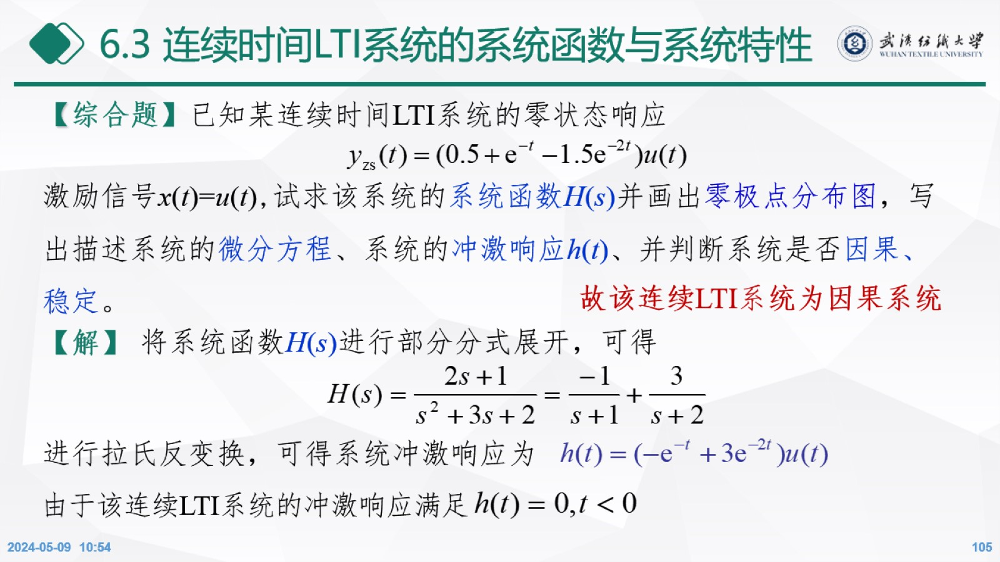 6.3 连续时间LTI系统的系统函数与系统特性
武汉纺织大学
WUHAN TEXTILE UNIVERSITY
【综合题】已知某连续时间LTI系统的零状态响应
y_zs(t) = (0.5 + e^{-t} - 1.5e^{-2t})u(t)
激励信号x(t)=u(t),试求该系统的系统函数H(s)并画出零极点分布图，写
出描述系统的微分方程、系统的冲激响应h(t)、并判断系统是否因果、
稳定。
故该连续LTI系统为因果系统
【解】 将系统函数H(s)进行部分分式展开，可得
H(s) = \frac{2s+1}{s^2+3s+2} = \frac{-1}{s+1} + \frac{3}{s+2}
进行拉氏反变换，可得系统冲激响应为 h(t) = (-e^{-t} + 3e^{-2t})u(t)
由于该连续LTI系统的冲激响应满足 h(t) = 0, t < 0
2024-05-09 10:54
105